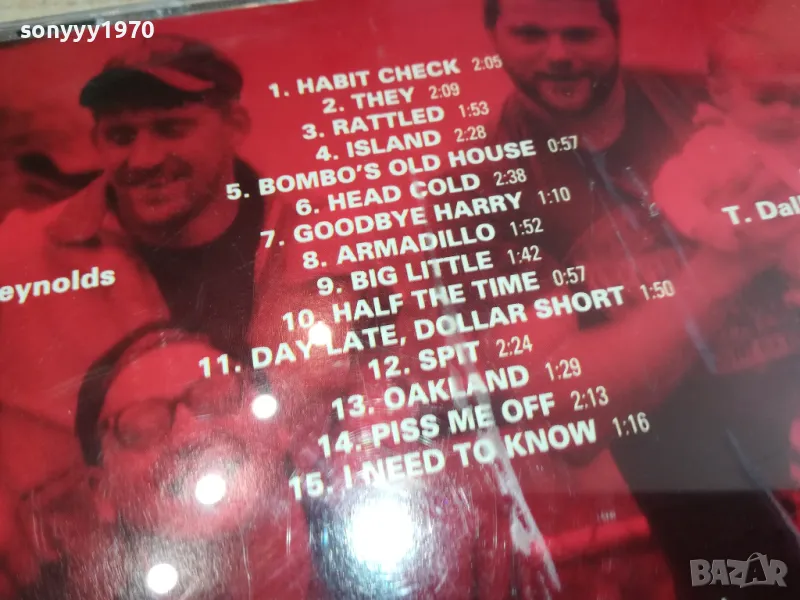 sonyyy1970
1. HABIT CHECK 2:05
2. THEY 2:09
3. RATTLED 1:53
4. ISLAND 2:28
5. BOMBO'S OLD HOUSE 0:57
6. HEAD COLD 2:38
7. GOODBYE HARRY 1:10
8. ARMADILLO 1:52
9. BIG LITTLE 1:42
10. HALF THE TIME 0:57
11. DAY LATE, DOLLAR SHORT 1:50
12. SPIT 2:24
13. OAKLAND 1:29
14. PISS ME OFF 2:13
15. I NEED TO KNOW 1:16
eynolds
T. Dall
BAZAR